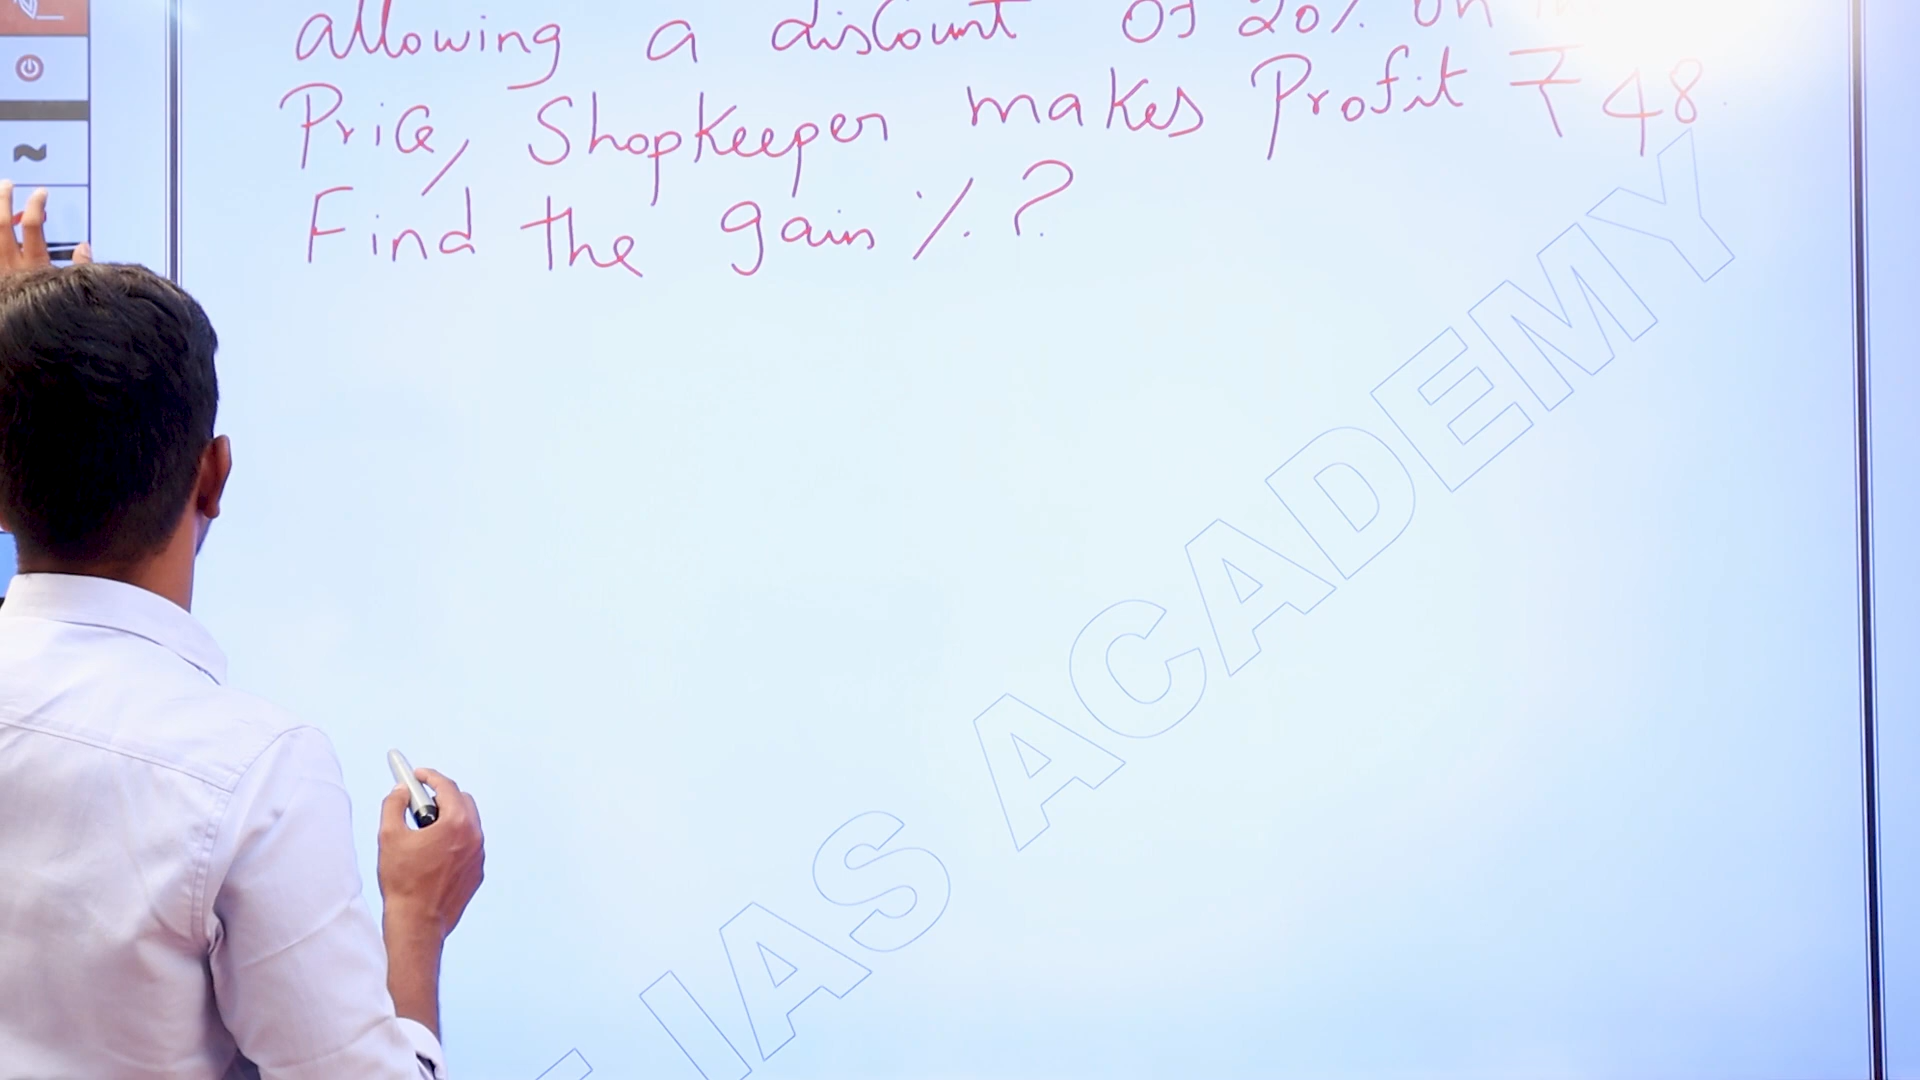 allowing a discount of 20% on
Price, Shopkeeper makes Profit ₹ 48.
Find the gain %?
IAS ACADEMY